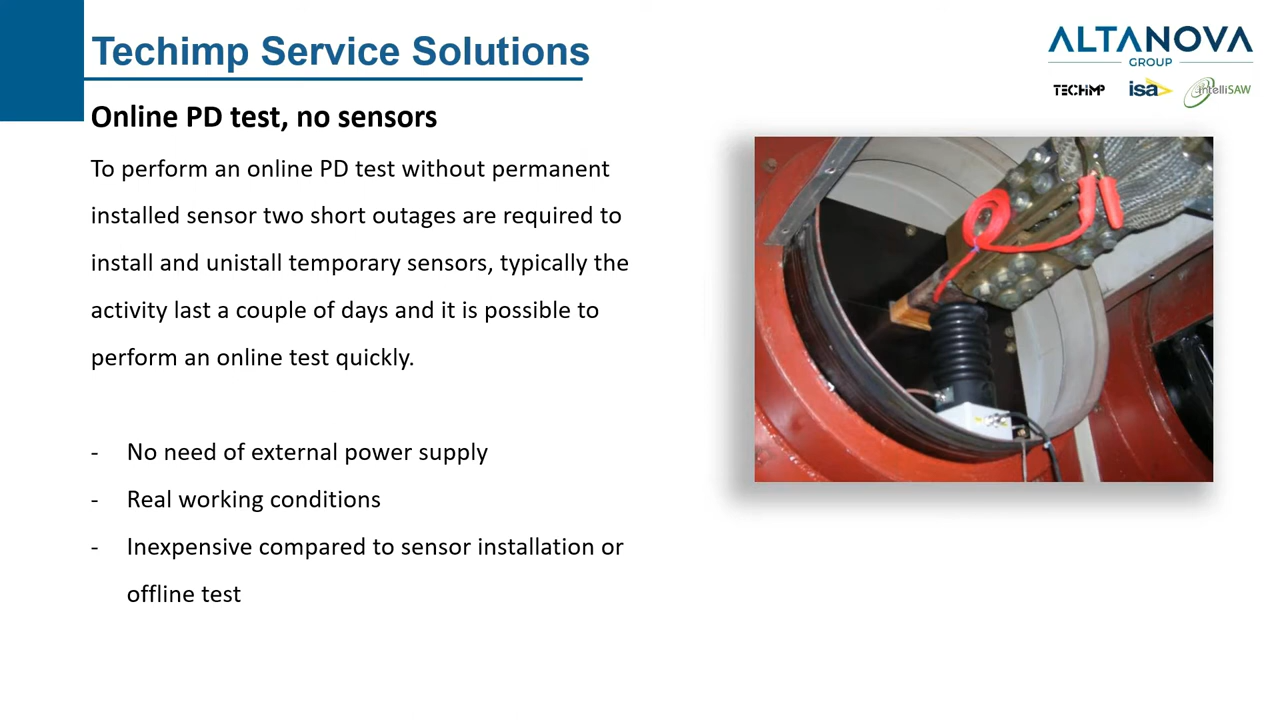 Techimp Service Solutions
ALTANOVA
GROUP
TECHIMP
isa
intelliSAW
Online PD test, no sensors
To perform an online PD test without permanent
installed sensor two short outages are required to
install and unistall temporary sensors, typically the
activity last a couple of days and it is possible to
perform an online test quickly.
- No need of external power supply
- Real working conditions
- Inexpensive compared to sensor installation or
offline test